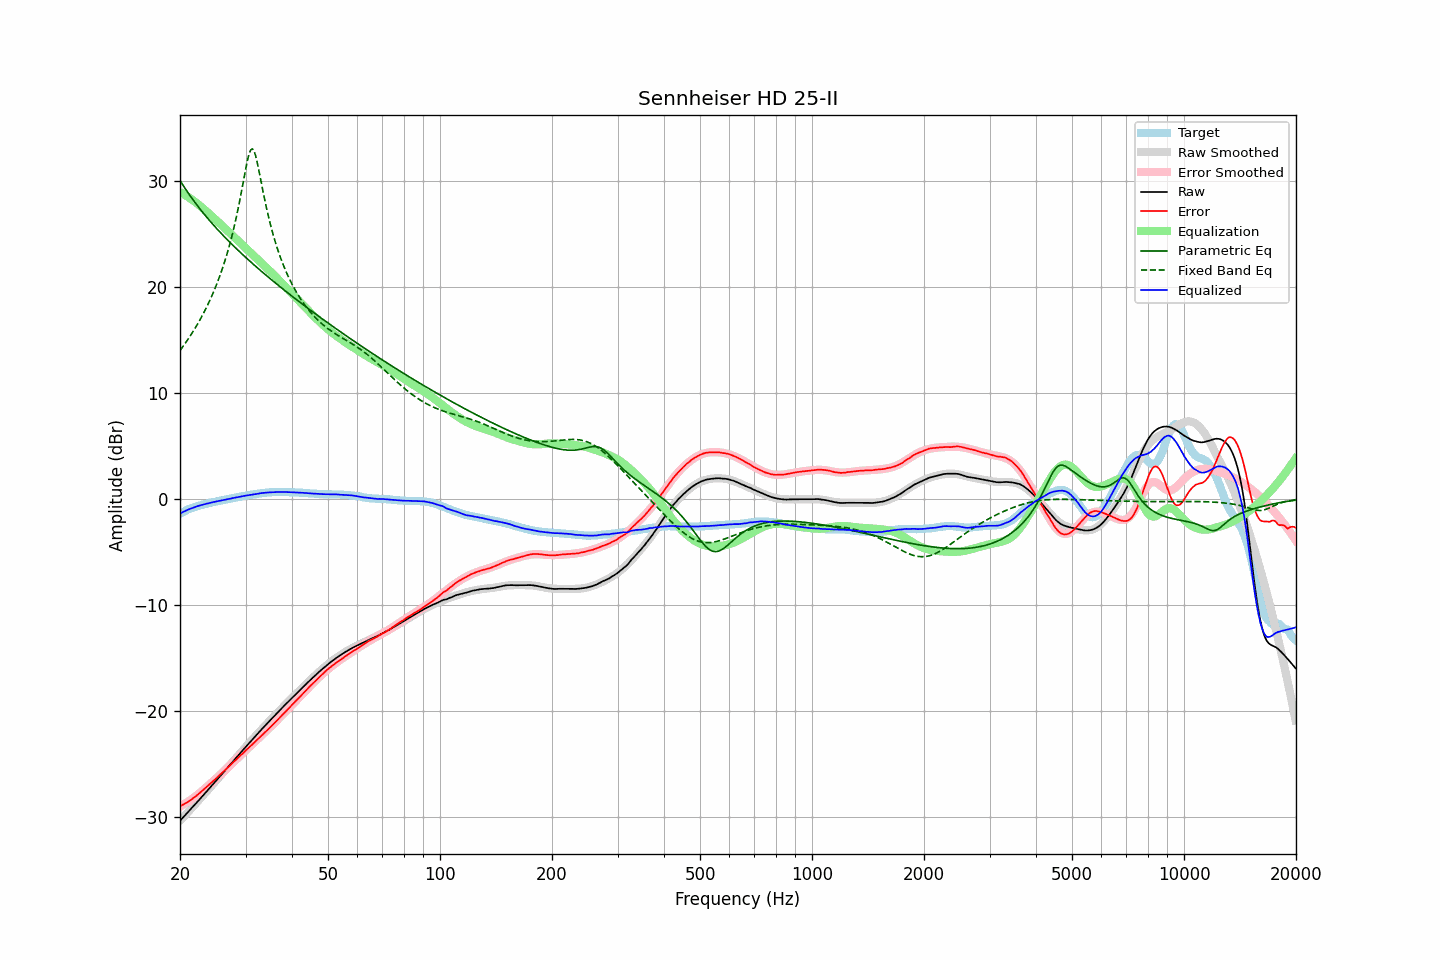 Sennheiser HD 25-II
Target
Raw Smoothed
Error Smoothed
Raw
Error
Equalization
Parametric Eq
Fixed Band Eq
Equalized
Amplitude (dBr)
30
20
10
0
−10
−20
−30
20
50
100
200
500
1000
2000
5000
10000
20000
Frequency (Hz)